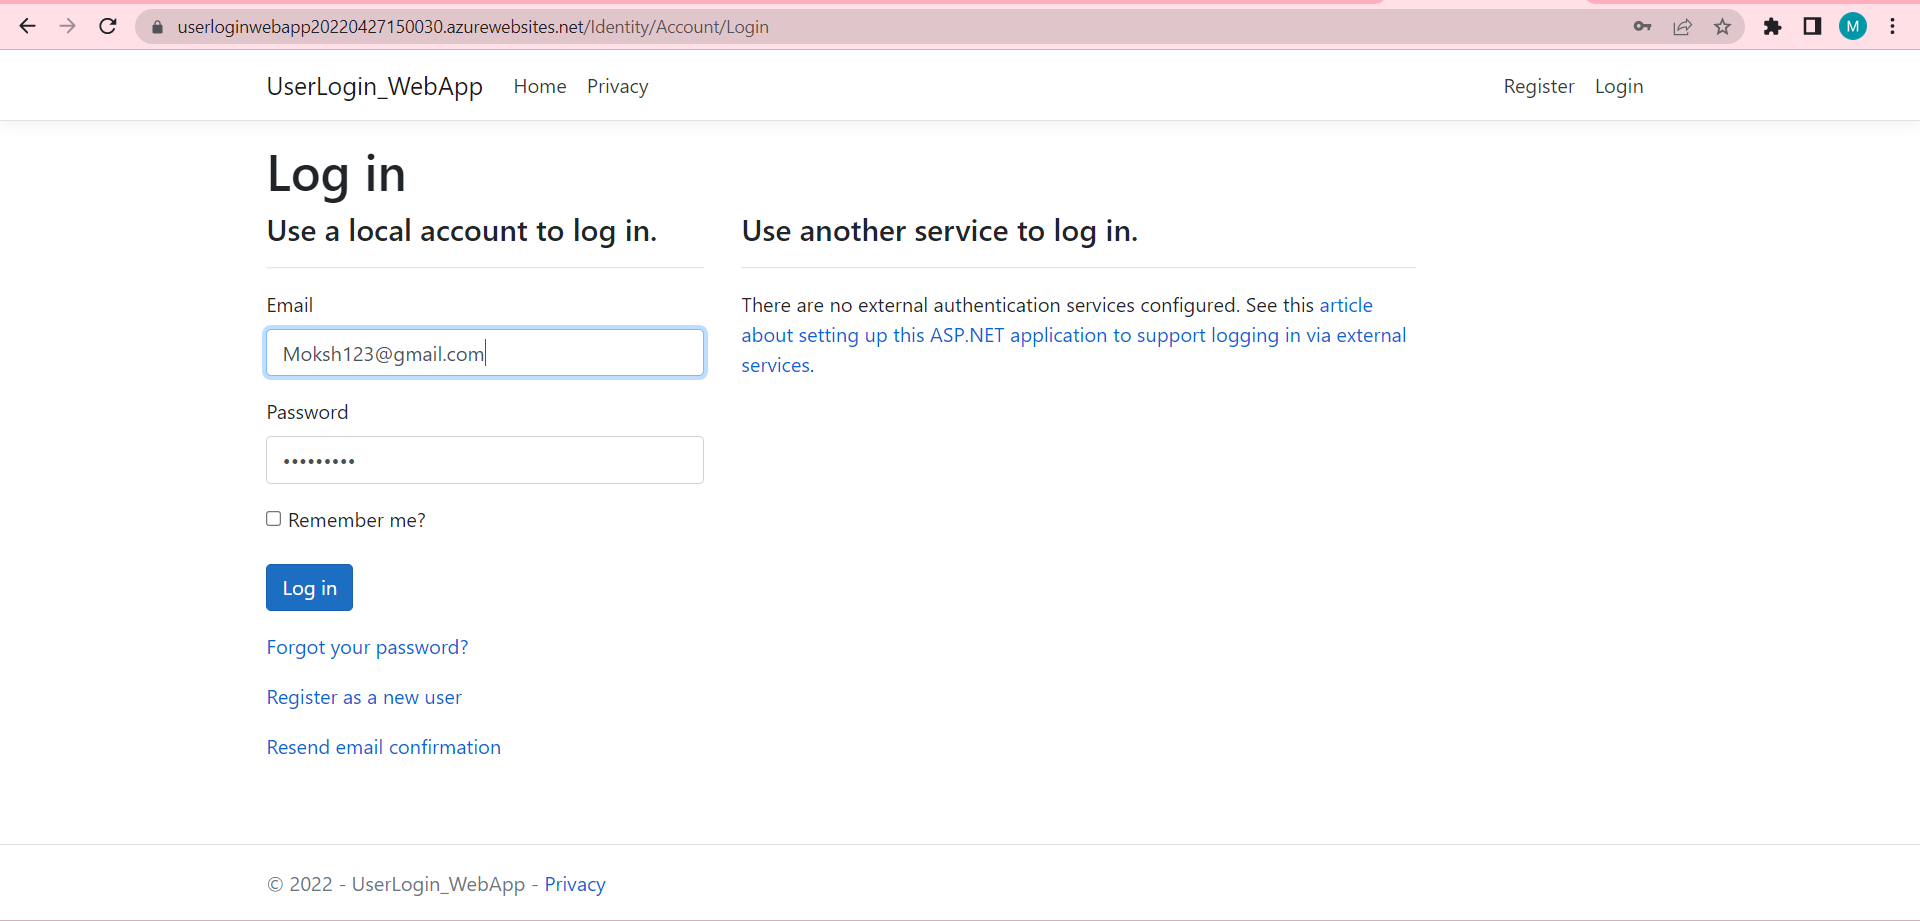 userloginwebapp20220427150030.azurewebsites.net/Identity/Account/Login
M
UserLogin_WebApp Home Privacy Register Login
Log in
Use a local account to log in.
Email
Moksh123@gmail.com
Password
•••••••••
Remember me?
Log in
Forgot your password?
Register as a new user
Resend email confirmation
Use another service to log in.
There are no external authentication services configured. See this article
about setting up this ASP.NET application to support logging in via external
services.
© 2022 - UserLogin_WebApp - Privacy